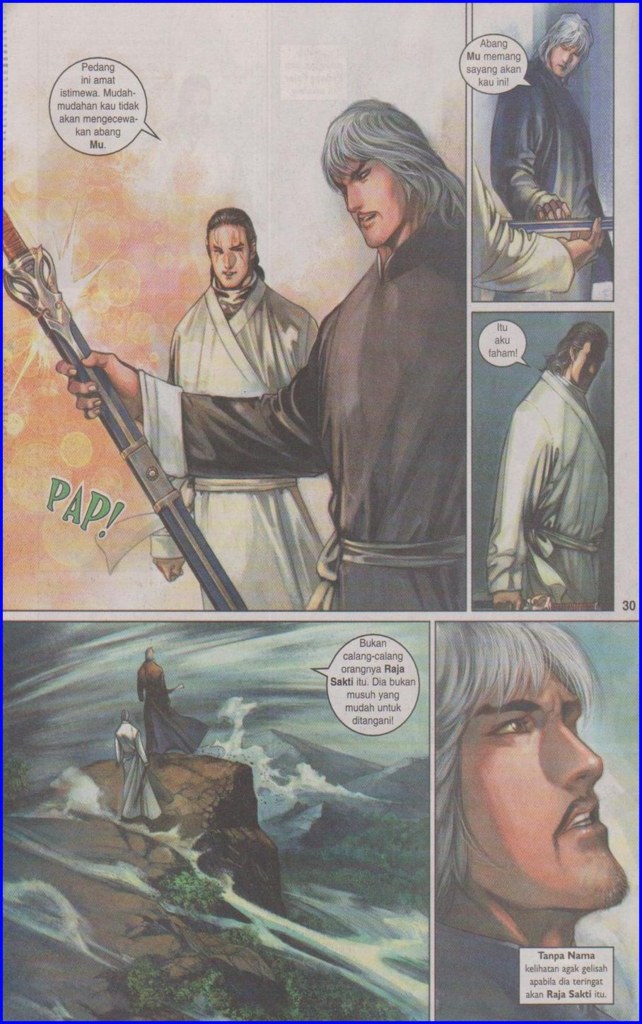 Pedang
ini amat
istimewa. Mudah-
mudahan kau tidak
akan mengecewa-
kan abang
Mu.
Abang
Mu memang
sayang akan
kau ini!
Itu
aku
faham!
PAP!
30
Bukan
calang-calang
orangnya Raja
Sakti itu. Dia bukan
musuh yang
mudah untuk
ditangani!
Tanpa Nama
kelihatan agak gelisah
apabila dia teringat
akan Raja Sakti itu.